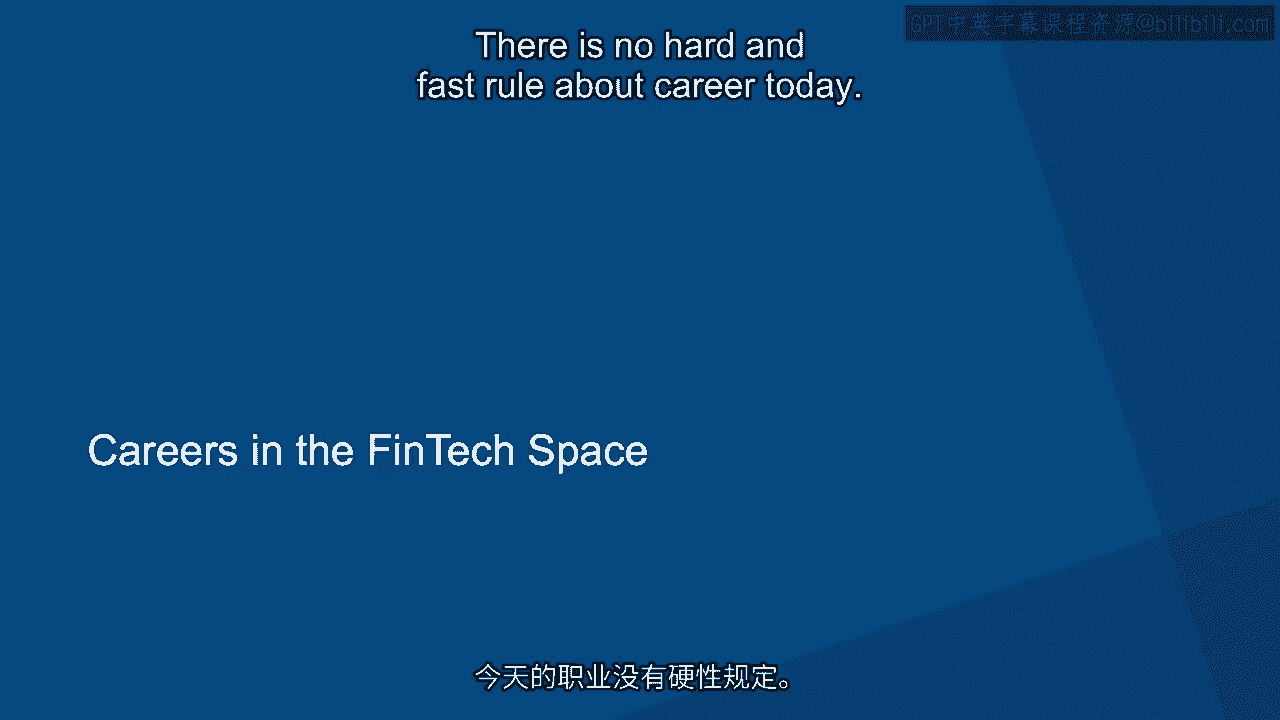 GPT中英字幕课程资源@bilibili.com
There is no hard and
fast rule about career today.
Careers in the FinTech Space
今天的职业没有硬性规定。